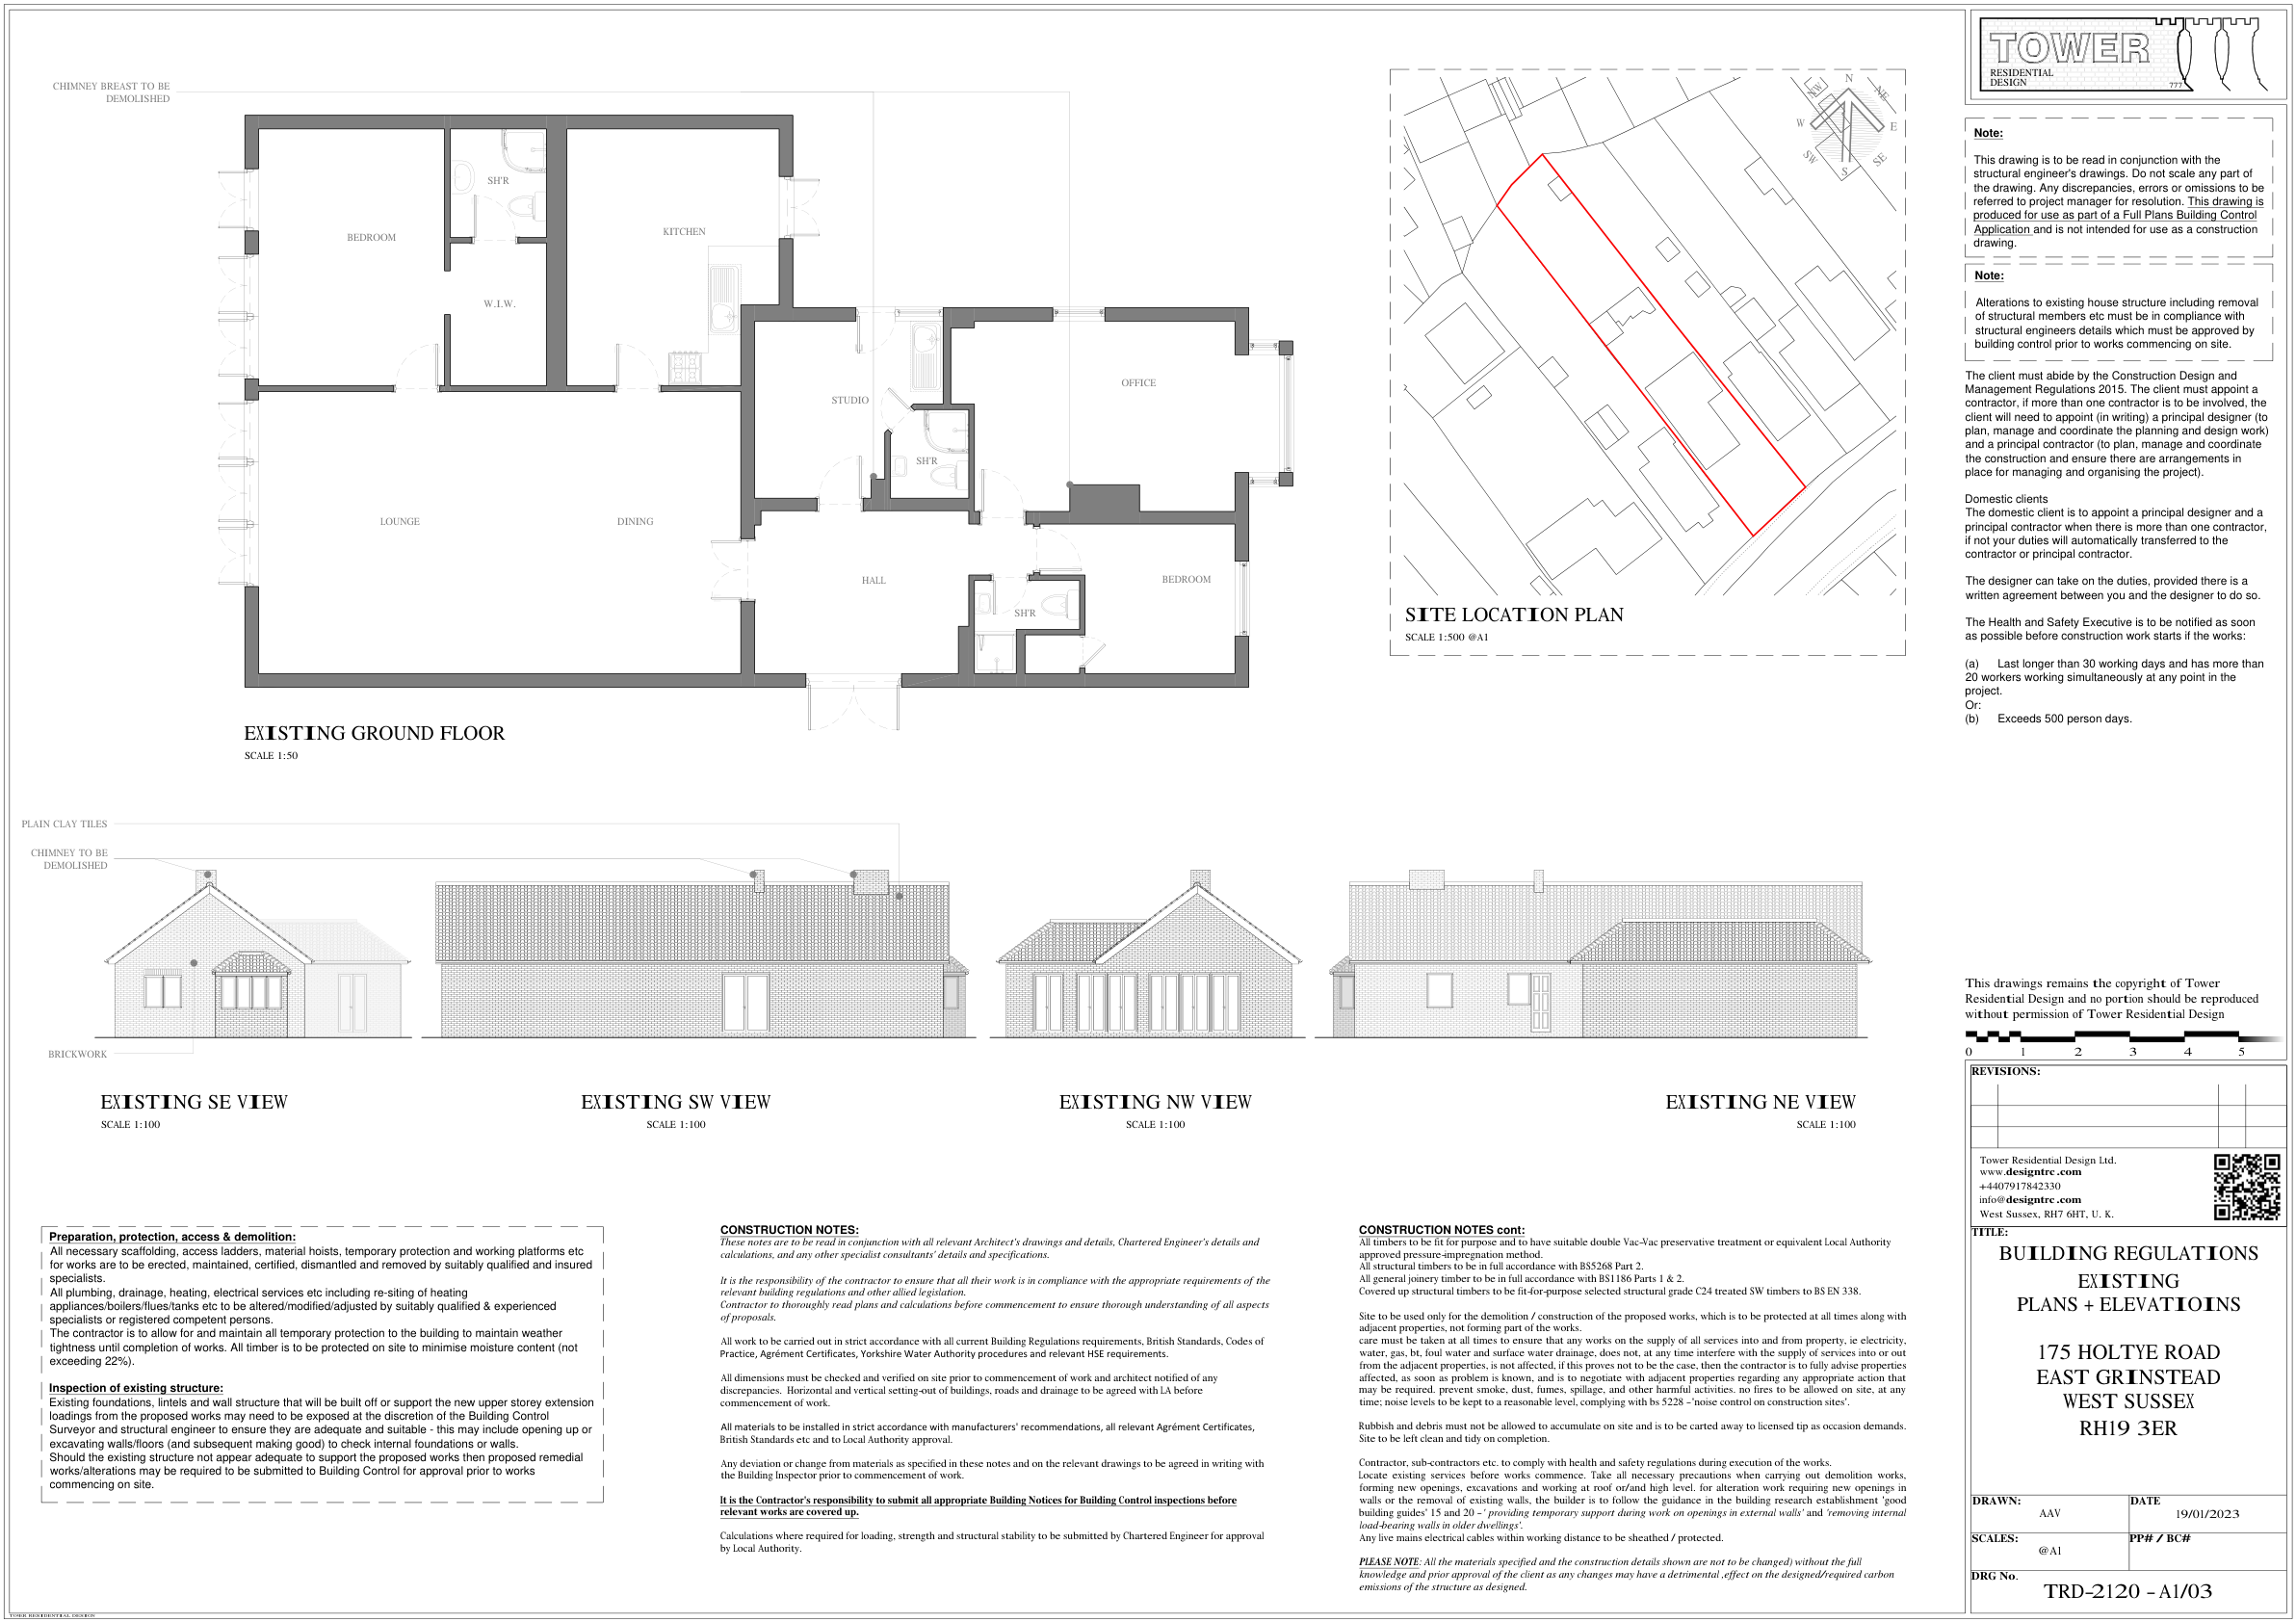 CHIMNEY BREAST TO BE
DEMOLISHED
BEDROOM
SH'R
W.I.W.
KITCHEN
STUDIO
SH'R
OFFICE
LOUNGE
DINING
HALL
SH'R
BEDROOM
EXISTING GROUND FLOOR
SCALE 1:50
N
NE
E
SE
S
SW
W
NW
SITE LOCATION PLAN
SCALE 1:500 @A1
PLAIN CLAY TILES
CHIMNEY TO BE
DEMOLISHED
BRICKWORK
EXISTING SE VIEW
SCALE 1:100
EXISTING SW VIEW
SCALE 1:100
EXISTING NW VIEW
SCALE 1:100
EXISTING NE VIEW
SCALE 1:100
Preparation, protection, access & demolition:
All necessary scaffolding, access ladders, material hoists, temporary protection and working platforms etc
for works are to be erected, maintained, certified, dismantled and removed by suitably qualified and insured
specialists.
All plumbing, drainage, heating, electrical services etc including re-siting of heating
appliances/boilers/flues/tanks etc to be altered/modified/adjusted by suitably qualified & experienced
specialists or registered competent persons.
The contractor is to allow for and maintain all temporary protection to the building to maintain weather
tightness until completion of works. All timber is to be protected on site to minimise moisture content (not
exceeding 22%).
Inspection of existing structure:
Existing foundations, lintels and wall structure that will be built off or support the new upper storey extension
loadings from the proposed works may need to be exposed at the discretion of the Building Control
Surveyor and structural engineer to ensure they are adequate and suitable - this may include opening up or
excavating walls/floors (and subsequent making good) to check internal foundations or walls.
Should the existing structure not appear adequate to support the proposed works then proposed remedial
works/alterations may be required to be submitted to Building Control for approval prior to works
commencing on site.
CONSTRUCTION NOTES:
These notes are to be read in conjunction with all relevant Architect's drawings and details, Chartered Engineer's details and
calculations, and any other specialist consultants' details and specifications.
It is the responsibility of the contractor to ensure that all their work is in compliance with the appropriate requirements of the
relevant building regulations and other allied legislation.
Contractor to thoroughly read plans and calculations before commencement to ensure thorough understanding of all aspects
of proposals.
All work to be carried out in strict accordance with all current Building Regulations requirements, British Standards, Codes of
Practice, Agrément Certificates, Yorkshire Water Authority procedures and relevant HSE requirements.
All dimensions must be checked and verified on site prior to commencement of work and architect notified of any
discrepancies. Horizontal and vertical setting-out of buildings, roads and drainage to be agreed with LA before
commencement of work.
All materials to be installed in strict accordance with manufacturers' recommendations, all relevant Agrément Certificates,
British Standards etc and to Local Authority approval.
Any deviation or change from materials as specified in these notes and on the relevant drawings to be agreed in writing with
the Building Inspector prior to commencement of work.
It is the Contractor's responsibility to submit all appropriate Building Notices for Building Control inspections before
relevant works are covered up.
Calculations where required for loading, strength and structural stability to be submitted by Chartered Engineer for approval
by Local Authority.
CONSTRUCTION NOTES cont:
All timbers to be fit for purpose and to have suitable double Vac-Vac preservative treatment or equivalent Local Authority
approved pressure-impregnation method.
All structural timbers to be in full accordance with BS5268 Part 2.
All general joinery timber to be in full accordance with BS1186 Parts 1 & 2.
Covered up structural timbers to be fit-for-purpose selected structural grade C24 treated SW timbers to BS EN 338.
Site to be used only for the demolition / construction of the proposed works, which is to be protected at all times along with
adjacent properties, not forming part of the works.
care must be taken at all times to ensure that any works on the supply of all services into and from property, ie electricity,
water, gas, bt, foul water and surface water drainage, does not, at any time interfere with the supply of services into or out
from the adjacent properties, is not affected, if this proves not to be the case, then the contractor is to fully advise properties
affected, as soon as problem is known, and is to negotiate with adjacent properties regarding any appropriate action that
may be required. prevent smoke, dust, fumes, spillage, and other harmful activities. no fires to be allowed on site, at any
time; noise levels to be kept to a reasonable level, complying with bs 5228 -'noise control on construction sites'.
Rubbish and debris must not be allowed to accumulate on site and is to be carted away to licensed tip as occasion demands.
Site to be left clean and tidy on completion.
Contractor, sub-contractors etc. to comply with health and safety regulations during execution of the works.
Locate existing services before works commence. Take all necessary precautions when carrying out demolition works,
forming new openings, excavations and working at roof or/and high level. for alteration work requiring new openings in
walls or the removal of existing walls, the builder is to follow the guidance in the building research establishment 'good
building guides' 15 and 20 -' providing temporary support during work on openings in external walls' and 'removing internal
load-bearing walls in older dwellings'.
Any live mains electrical cables within working distance to be sheathed / protected.
PLEASE NOTE: All the materials specified and the construction details shown are not to be changed) without the full
knowledge and prior approval of the client as any changes may have a detrimental ,effect on the designed/required carbon
emissions of the structure as designed.
TOWER
RESIDENTIAL
DESIGN
777
Note:
This drawing is to be read in conjunction with the
structural engineer's drawings. Do not scale any part of
the drawing. Any discrepancies, errors or omissions to be
referred to project manager for resolution. This drawing is
produced for use as part of a Full Plans Building Control
Application and is not intended for use as a construction
drawing.
Note:
Alterations to existing house structure including removal
of structural members etc must be in compliance with
structural engineers details which must be approved by
building control prior to works commencing on site.
The client must abide by the Construction Design and
Management Regulations 2015. The client must appoint a
contractor, if more than one contractor is to be involved, the
client will need to appoint (in writing) a principal designer (to
plan, manage and coordinate the planning and design work)
and a principal contractor (to plan, manage and coordinate
the construction and ensure there are arrangements in
place for managing and organising the project).
Domestic clients
The domestic client is to appoint a principal designer and a
principal contractor when there is more than one contractor,
if not your duties will automatically transferred to the
contractor or principal contractor.
The designer can take on the duties, provided there is a
written agreement between you and the designer to do so.
The Health and Safety Executive is to be notified as soon
as possible before construction work starts if the works:
(a) Last longer than 30 working days and has more than
20 workers working simultaneously at any point in the
project.
Or:
(b) Exceeds 500 person days.
This drawings remains the copyright of Tower
Residential Design and no portion should be reproduced
without permission of Tower Residential Design
0 1 2 3 4 5
REVISIONS:
Tower Residential Design Ltd.
www.designtrc.com
+4407917842330
info@designtrc.com
West Sussex, RH7 6HT, U. K.
TITLE:
BUILDING REGULATIONS
EXISTING
PLANS + ELEVATIOINS
175 HOLTYE ROAD
EAST GRINSTEAD
WEST SUSSEX
RH19 3ER
DRAWN:
AAV
DATE
19/01/2023
SCALES:
@A1
PP# / BC#
DRG No.
TRD-2120 - A1/03
TOWER RESIDENTIAL DESIGN